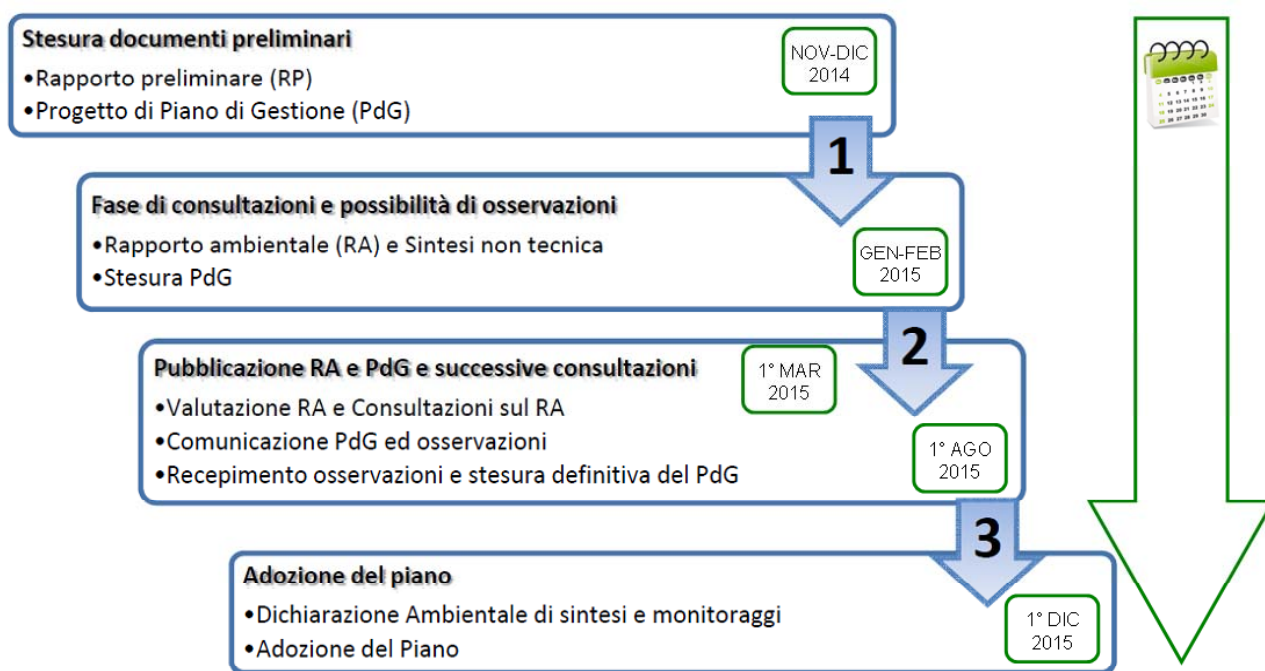 Stesura documenti preliminari
•Rapporto preliminare (RP)
•Progetto di Piano di Gestione (PdG)
NOV-DIC
2014
1
Fase di consultazioni e possibilità di osservazioni
•Rapporto ambientale (RA) e Sintesi non tecnica
•Stesura PdG
GEN-FEB
2015
2
Pubblicazione RA e PdG e successive consultazioni
1° MAR
2015
•Valutazione RA e Consultazioni sul RA
•Comunicazione PdG ed osservazioni
•Recepimento osservazioni e stesura definitiva del PdG
1° AGO
2015
3
Adozione del piano
•Dichiarazione Ambientale di sintesi e monitoraggi
•Adozione del Piano
1° DIC
2015